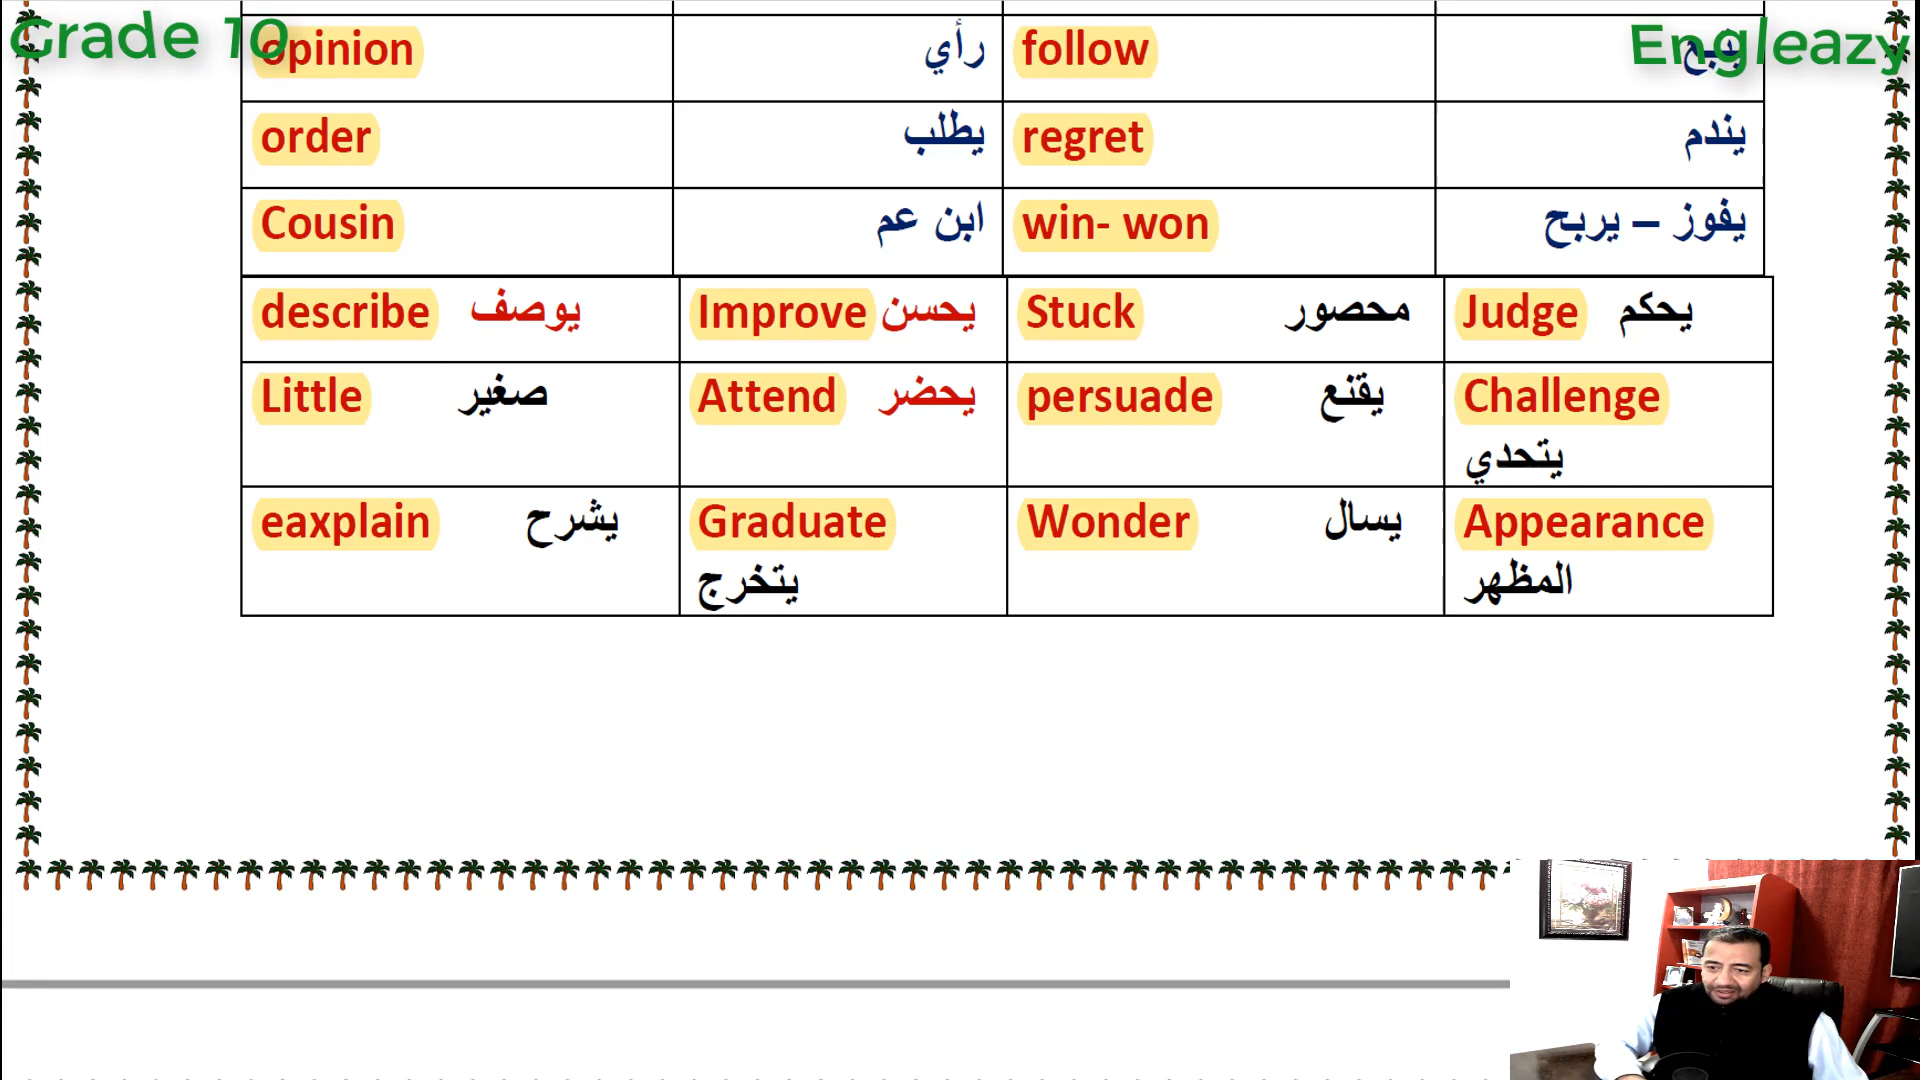 Grade 10
Engleazy
opinion رأي follow يتبع
order يطلب regret يندم
Cousin ابن عم win- won يفوز – يربح
describe يوصف Improve يحسن Stuck محصور Judge يحكم
Little صغير Attend يحضر persuade يقنع Challenge
يتحدي
eaxplain يشرح Graduate Wonder يسال Appearance
يتخرج المظهر